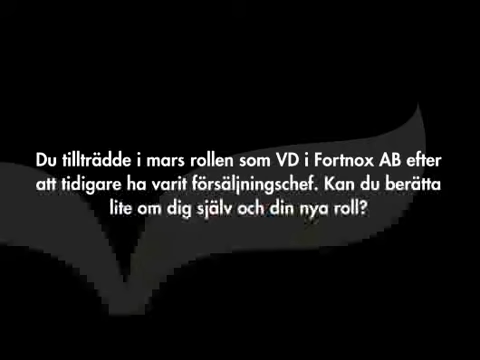 Du tillträdde i mars rollen som VD i Fortnox AB efter
att tidigare ha varit försäljningschef. Kan du berätta
lite om dig själv och din nya roll?